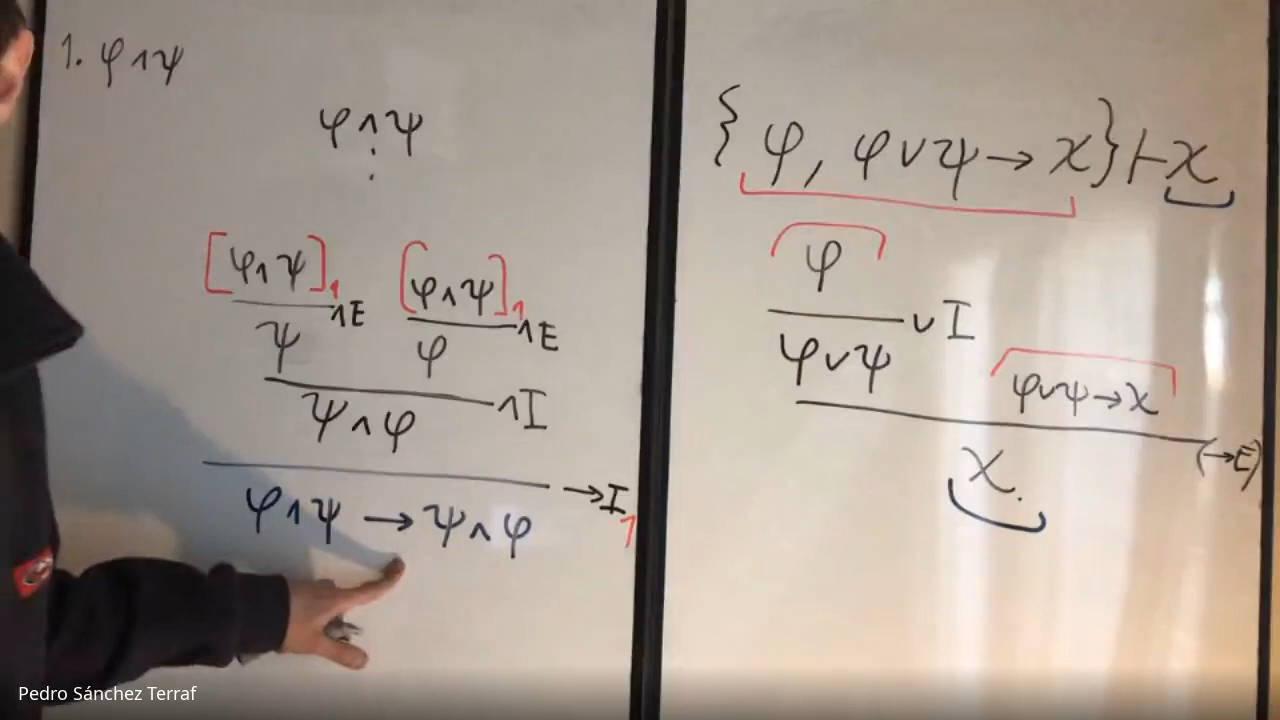 1. φ∧ψ
φ∧ψ
[φ∧ψ]₁ ∧E [φ∧ψ]₁ ∧E
ψ φ
ψ∧φ ∧I
φ∧ψ → ψ∧φ →I₁
{φ, φ∨ψ → χ} ⊢ χ
φ
φ∨ψ ∨I
φ∨ψ→χ
χ. (→E)
Pedro Sánchez Terraf